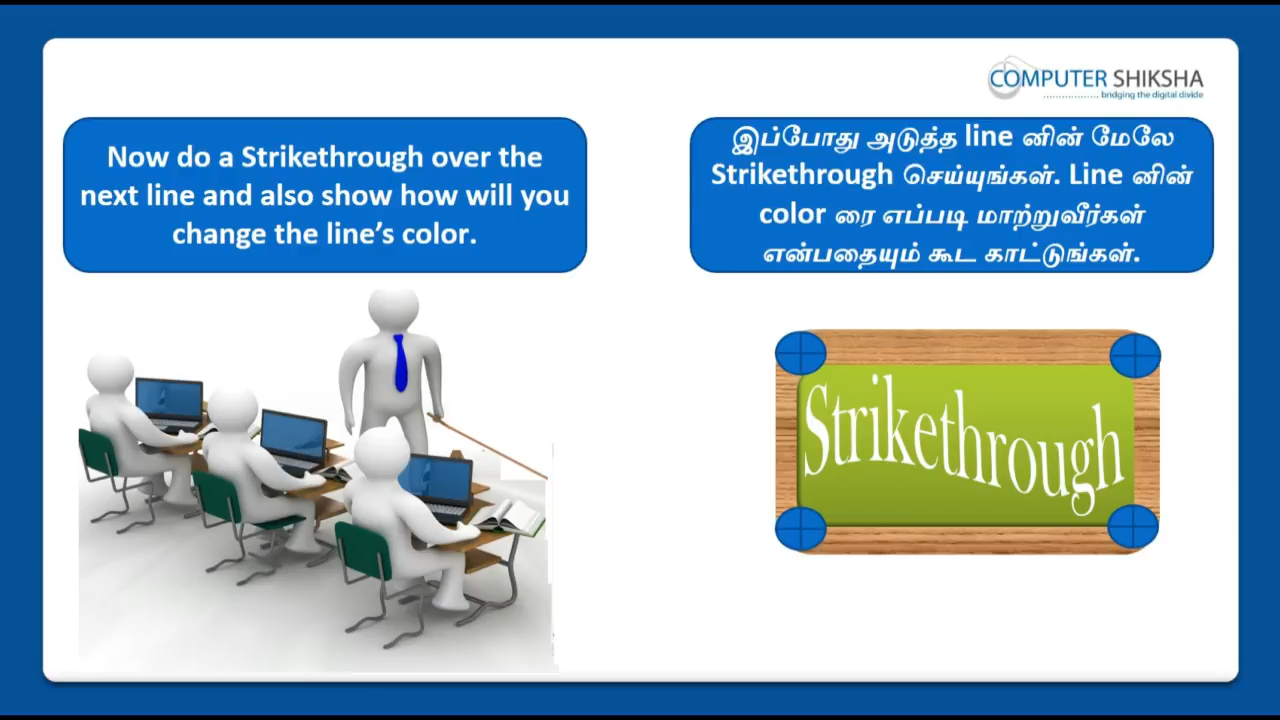 COMPUTER SHIKSHA
bridging the digital divide
Now do a Strikethrough over the
next line and also show how will you
change the line’s color.
இப்போது அடுத்த line னின் மேலே
Strikethrough செய்யுங்கள். Line னின்
color ரை எப்படி மாற்றுவீர்கள்
என்பதையும் கூட காட்டுங்கள்.
Strikethrough